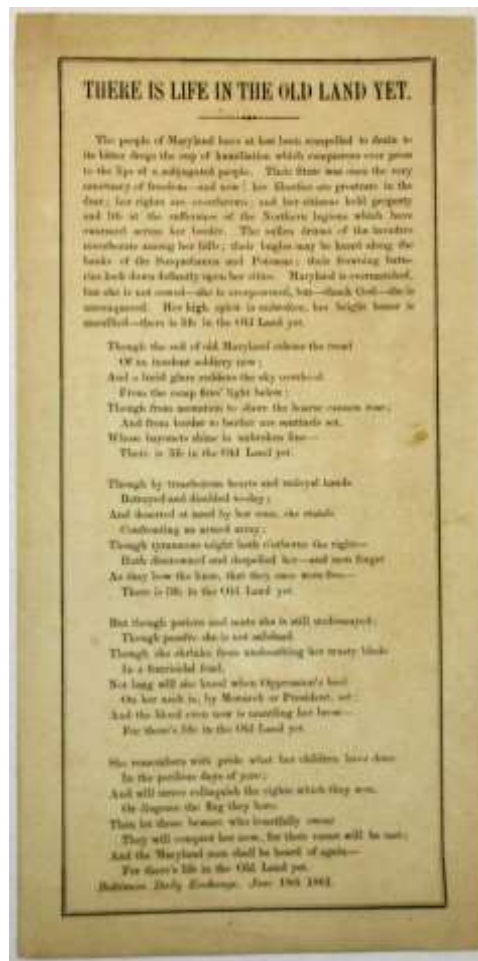 THERE IS LIFE IN THE OLD LAND YET.
The people of Maryland have at last been compelled to drain to
its bitter dregs the cup of humiliation which conquerors ever press
to the lips of a subjugated people. Their State was once the very
sanctuary of freedom—and now! her liberties are prostrate in the
dust; her rights are overthrown; and her citizens hold property
and life at the sufferance of the Northern legions which have
swarmed across her border. The sullen drums of the invaders
reverberate among her hills; their bugles may be heard along the
banks of the Susquehanna and Potomac; their frowning batte-
ries look down defiantly upon her cities. Maryland is overmatched,
but she is not cowed—she is overpowered, but—thank God—she is
unconquered. Her high spirit is unbroken, her bright honor is
unsullied—there is life in the Old Land yet.
Though the soil of old Maryland echoes the tread
Of an insolent soldiery now;
And a lurid glare reddens the sky overhead
From the camp fires' light below;
Though from mountain to shore the hoarse cannon roar;
And from border to border are sentinels set,
Whose bayonets shine in unbroken line—
There is life in the Old Land yet.
Though by treacherous hearts and unloyal hands
Betrayed and disabled to-day;
And deserted at need by her sons, she stands
Confronting an armed array;
Though tyrannous might hath o'erborne the right—
Hath disarmed and despoiled her—and men forget
As they bow the knee, that they once were free—
There is life in the Old Land yet.
But though passive and mute she is still undismayed;
Though passive she is not subdued
Though she shrinks from unsheathing her trusty blade
In a fratricidal feud,
Not long will she brood when Oppression's heel
On her neck is, by Monarch or President, set;
And the blood even now is mantling her brow—
For there's life in the Old Land yet.
She remembers with pride what her children have done
In the perilous days of yore;
And will never relinquish the rights which they won,
Or disgrace the flag they bore.
Then let those beware who boastfully swear
They will conquer her now, for their come will be met;
And the Maryland men shall be heard of again—
For there's life in the Old Land yet.
Baltimore Daily Exchange, June 1861.